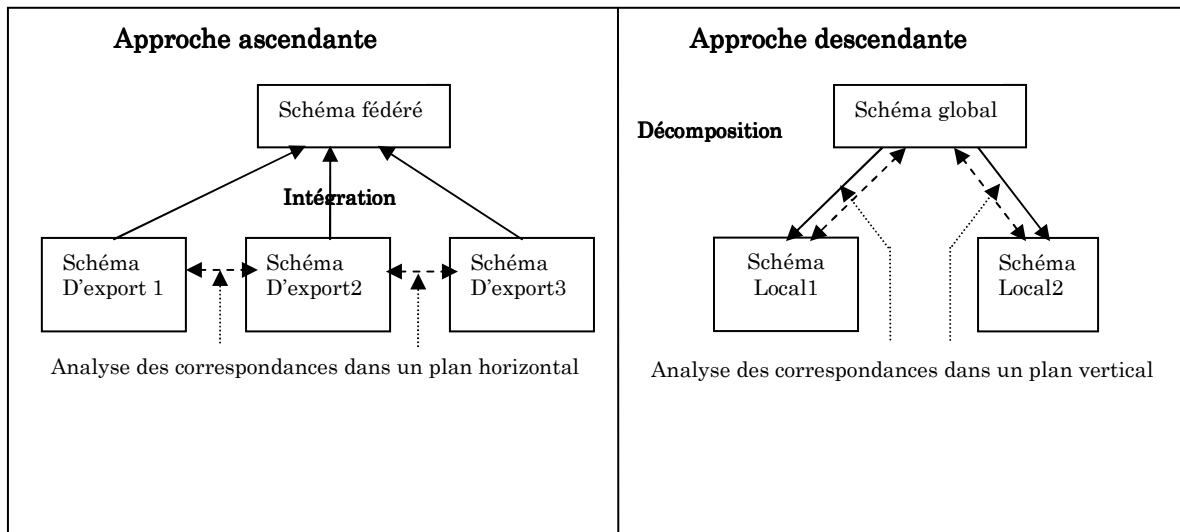 Approche ascendante
Schéma fédéré
Intégration
Schéma
D'export 1
Schéma
D'export2
Schéma
D'export3
Analyse des correspondances dans un plan horizontal
Approche descendante
Schéma global
Décomposition
Schéma
Local1
Schéma
Local2
Analyse des correspondances dans un plan vertical